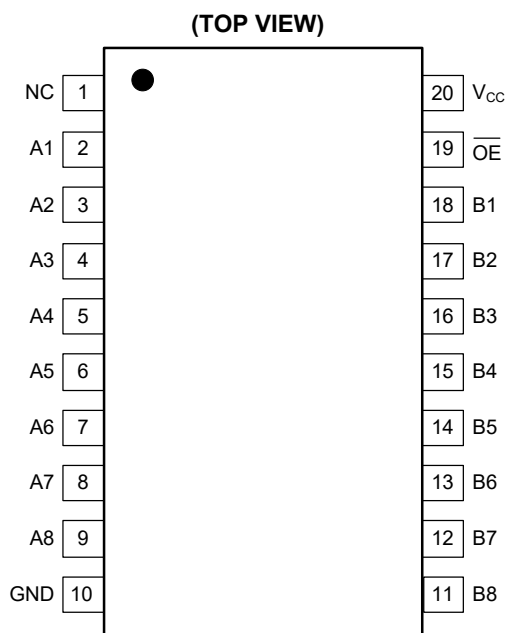 (TOP VIEW)
NC 1 20 VCC
A1 2 19 OE
A2 3 18 B1
A3 4 17 B2
A4 5 16 B3
A5 6 15 B4
A6 7 14 B5
A7 8 13 B6
A8 9 12 B7
GND 10 11 B8